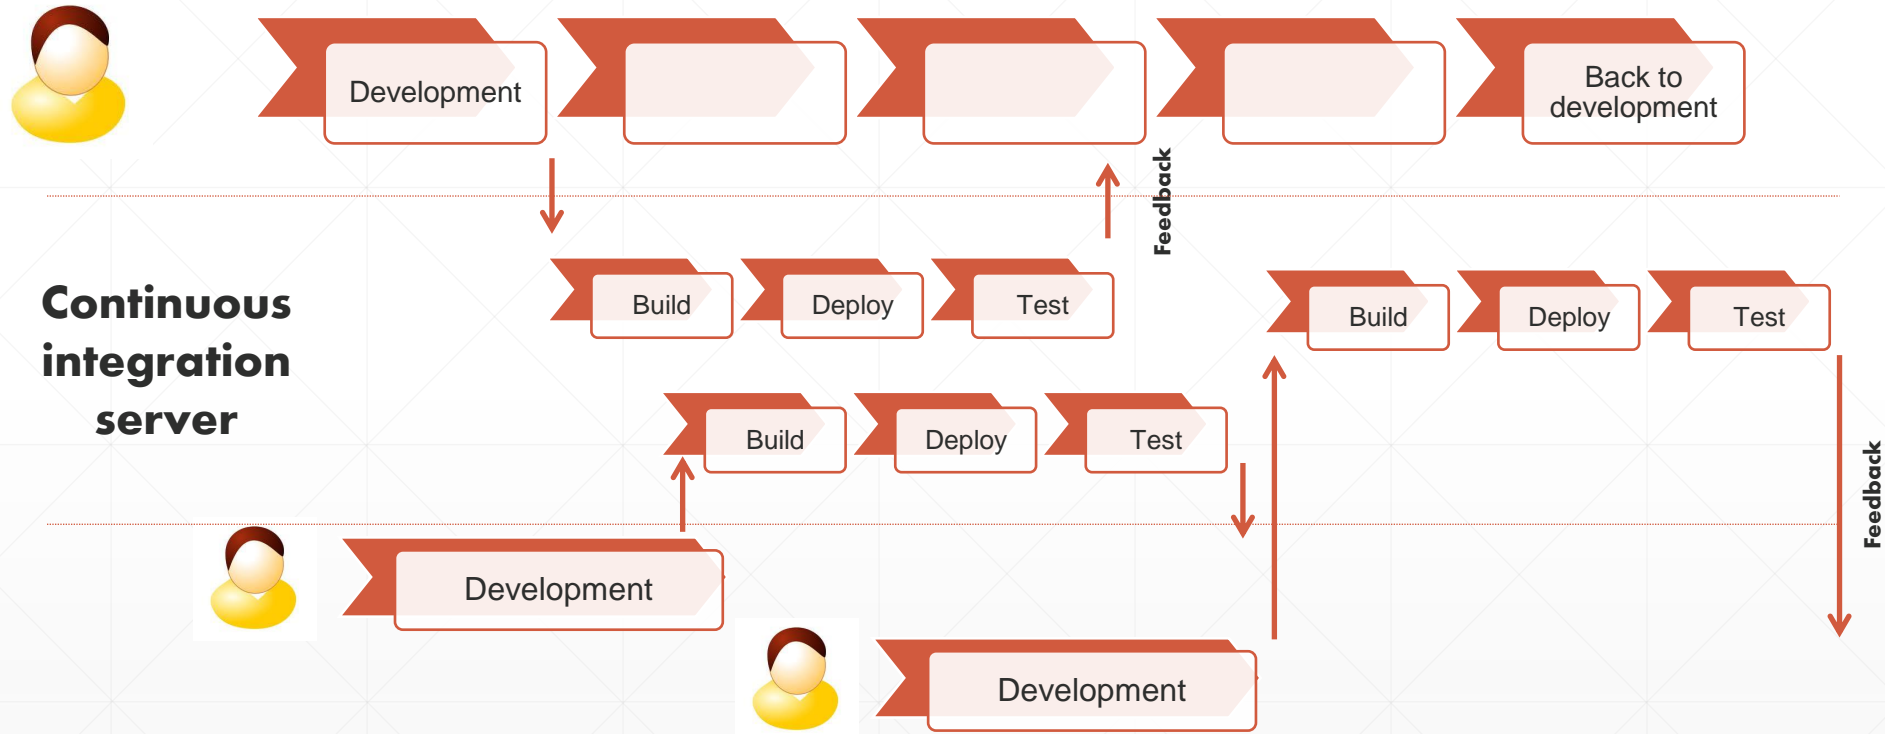 Development
Back to
development
Feedback
Continuous
integration
server
Build
Deploy
Test
Build
Deploy
Test
Build
Deploy
Test
Feedback
Development
Development